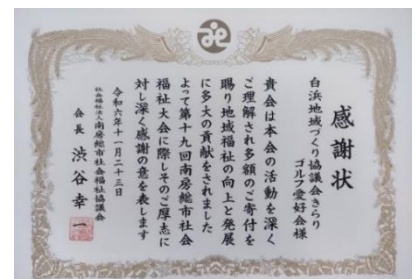 感謝状
白浜地域づくり協議会きらり
ゴルフ愛好会様
貴会は本会の活動を深く
ご理解され多額のご寄付を
賜り地域福祉の向上と発展
に多大の貢献をされました
よって第十九回南房総市社会
福祉大会に際しそのご厚志に
対し深く感謝の意を表します
令和六年十一月二十三日
社会福祉法人南房総市社会福祉協議会
会長 渋谷幸一